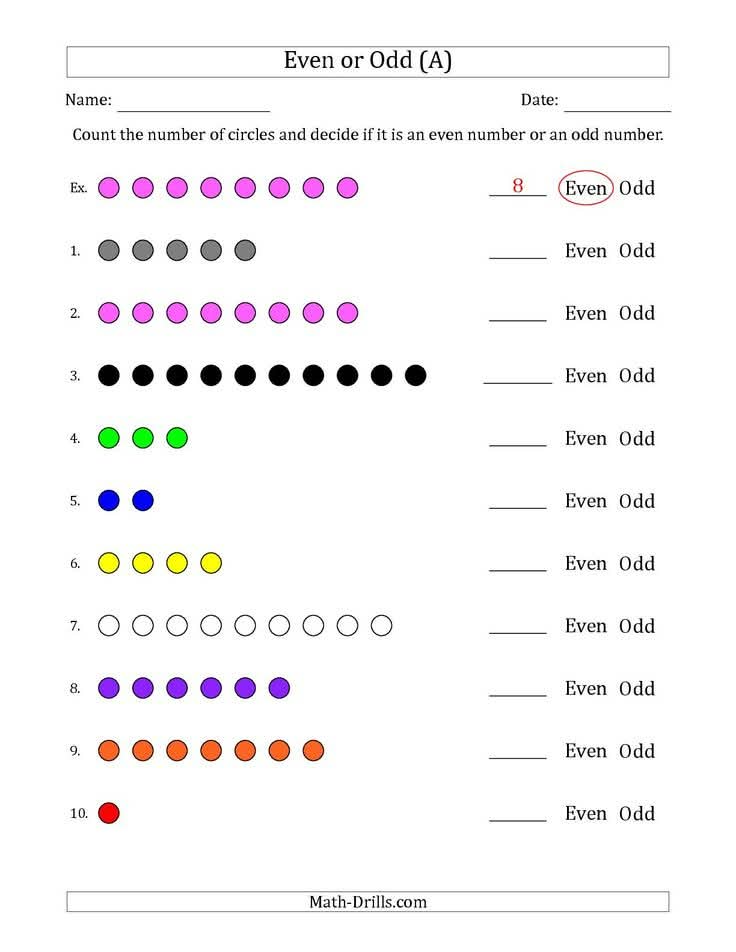 Even or Odd (A)
Name: Date:
Count the number of circles and decide if it is an even number or an odd number.
Ex. 8 Even Odd
1. Even Odd
2. Even Odd
3. Even Odd
4. Even Odd
5. Even Odd
6. Even Odd
7. Even Odd
8. Even Odd
9. Even Odd
10. Even Odd
Math-Drills.com